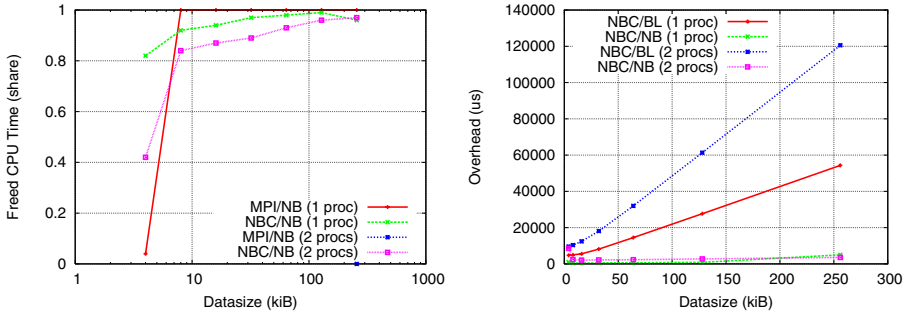 1
0.8
0.6
0.4
0.2
0
Freed CPU Time (share)
MPI/NB (1 proc)
NBC/NB (1 proc)
MPI/NB (2 procs)
NBC/NB (2 procs)
1
10
100
1000
Datasize (kiB)
140000
120000
100000
80000
60000
40000
20000
0
Overhead (us)
NBC/BL (1 proc)
NBC/NB (1 proc)
NBC/BL (2 procs)
NBC/NB (2 procs)
0
50
100
150
200
250
300
Datasize (kiB)